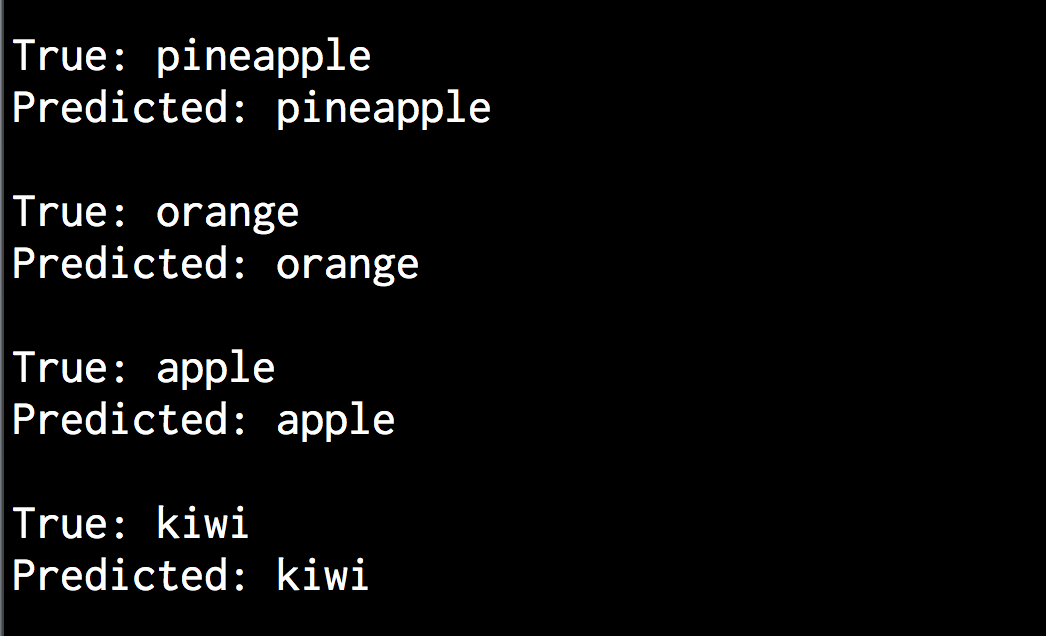 True: pineapple
Predicted: pineapple
True: orange
Predicted: orange
True: apple
Predicted: apple
True: kiwi
Predicted: kiwi